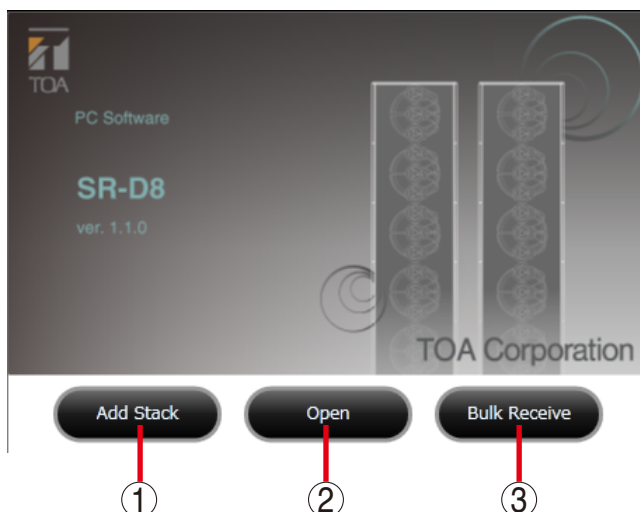 TOA
PC Software
SR-D8
ver. 1.1.0
TOA Corporation
Add Stack
Open
Bulk Receive
①
②
③